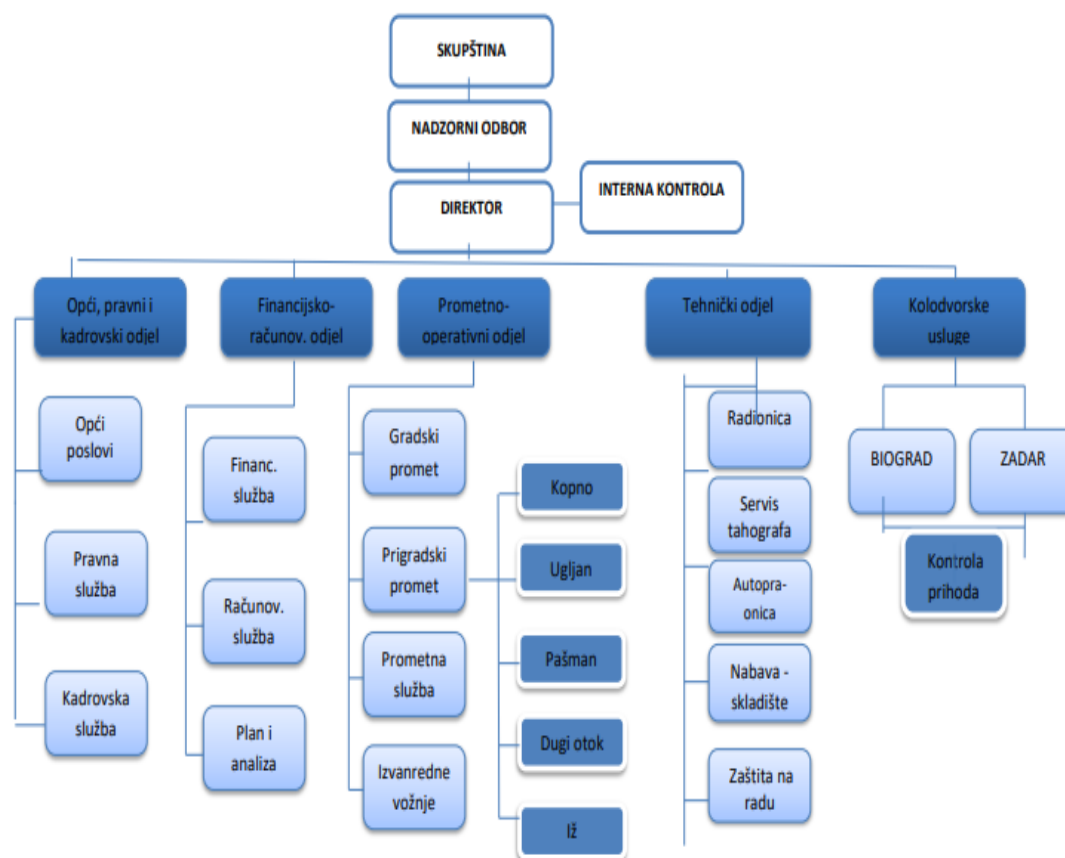 SKUPŠTINA
NADZORNI ODBOR
DIREKTOR
INTERNA KONTROLA
Opći, pravni i
kadrovski odjel
Financijsko-
računov. odjel
Prometno-
operativni odjel
Tehnički odjel
Kolodvorske
usluge
Opći
poslovi
Pravna
služba
Kadrovska
služba
Financ.
služba
Računov.
služba
Plan i
analiza
Gradski
promet
Prigradski
promet
Prometna
služba
Izvanredne
vožnje
Kopno
Ugljan
Pašman
Dugi otok
Iž
Radionica
Servis
tahografa
Autopra-
onica
Nabava -
skladište
Zaštita na
radu
BIOGRAD
ZADAR
Kontrola
prihoda